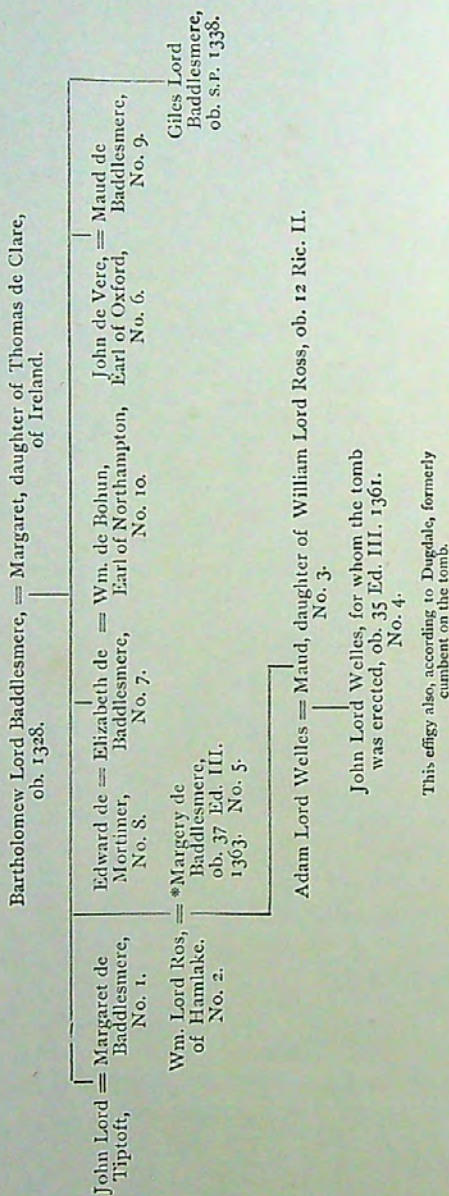 Bartholomew Lord Baddlesmere, = Margaret, daughter of Thomas de Clare,
ob. 1328.
of Ireland.
John Lord = Margaret de
Tiptoft,
Baddlesmere,
No. 1.
Edward de = Elizabeth de = Wm. de Bohun,
Mortimer,
No. 8.
Baddlesmere,
No. 7.
Earl of Northampton,
No. 10.
John de Vere, = Maud de
Earl of Oxford,
No. 6.
Baddlesmere,
No. 9.
Wm. Lord Ros, = *Margery de
of Hamlake.
No. 2.
Baddlesmere,
ob. 37 Ed. III.
1363. No. 5.
Giles Lord
Baddlesmere,
ob. s.p. 1338.
Adam Lord Welles = Maud, daughter of William Lord Ross, ob. 12 Ric. II.
No. 3.
John Lord Welles, for whom the tomb
was erected, ob. 35 Ed. III. 1361.
No. 4.
This effigy also, according to Dugdale, formerly
cumbent on the tomb.